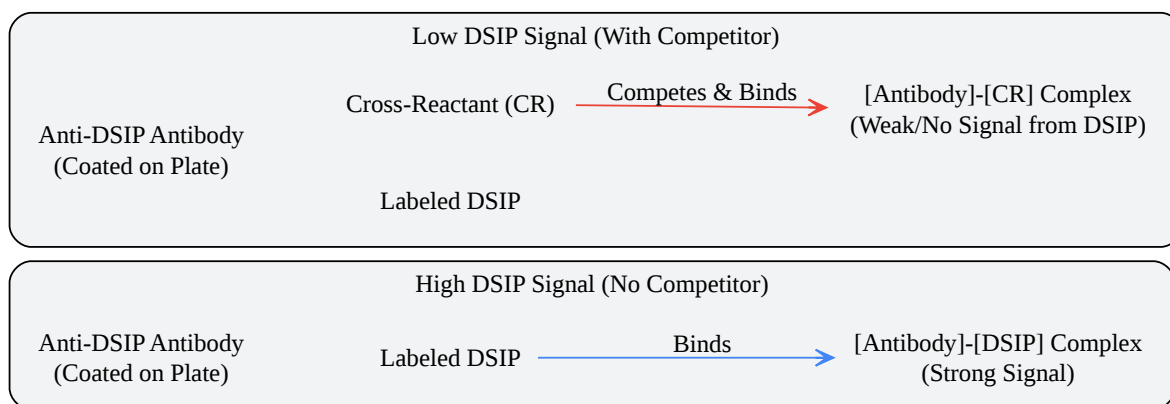 Low DSIP Signal (With Competitor)
Cross-Reactant (CR)
Competes & Binds
[Antibody]-[CR] Complex
(Weak/No Signal from DSIP)
Anti-DSIP Antibody
(Coated on Plate)
Labeled DSIP
High DSIP Signal (No Competitor)
Anti-DSIP Antibody
(Coated on Plate)
Labeled DSIP
Binds
[Antibody]-[DSIP] Complex
(Strong Signal)